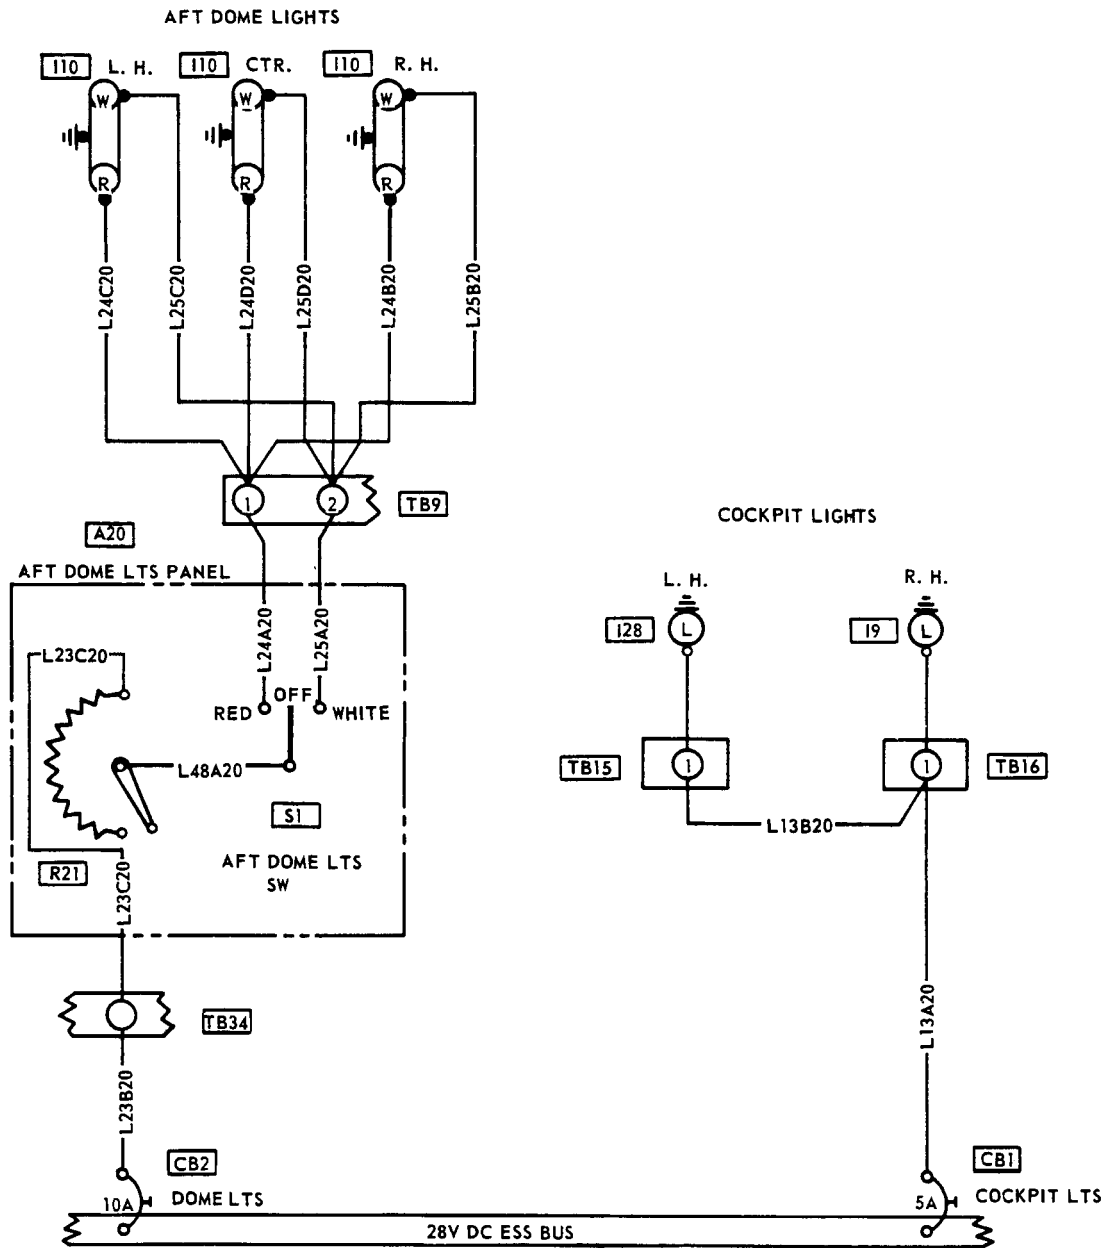 AFT DOME LIGHTS
I10 L. H. I10 CTR. I10 R. H.
W W W
R R R
L24C20 L25C20 L24D20 L25D20 L24B20 L25B20
1 2 TB9
COCKPIT LIGHTS
A20
AFT DOME LTS PANEL
L. H. R. H.
I28 L I9 L
L24A20 L25A20
L23C20
OFF
RED WHITE
L48A20
TB15 1 1 TB16
S1
L13B20
AFT DOME LTS
SW
R21
L23C20
L13A20
TB34
L23B20
CB2 CB1
10A DOME LTS 5A COCKPIT LTS
28V DC ESS BUS